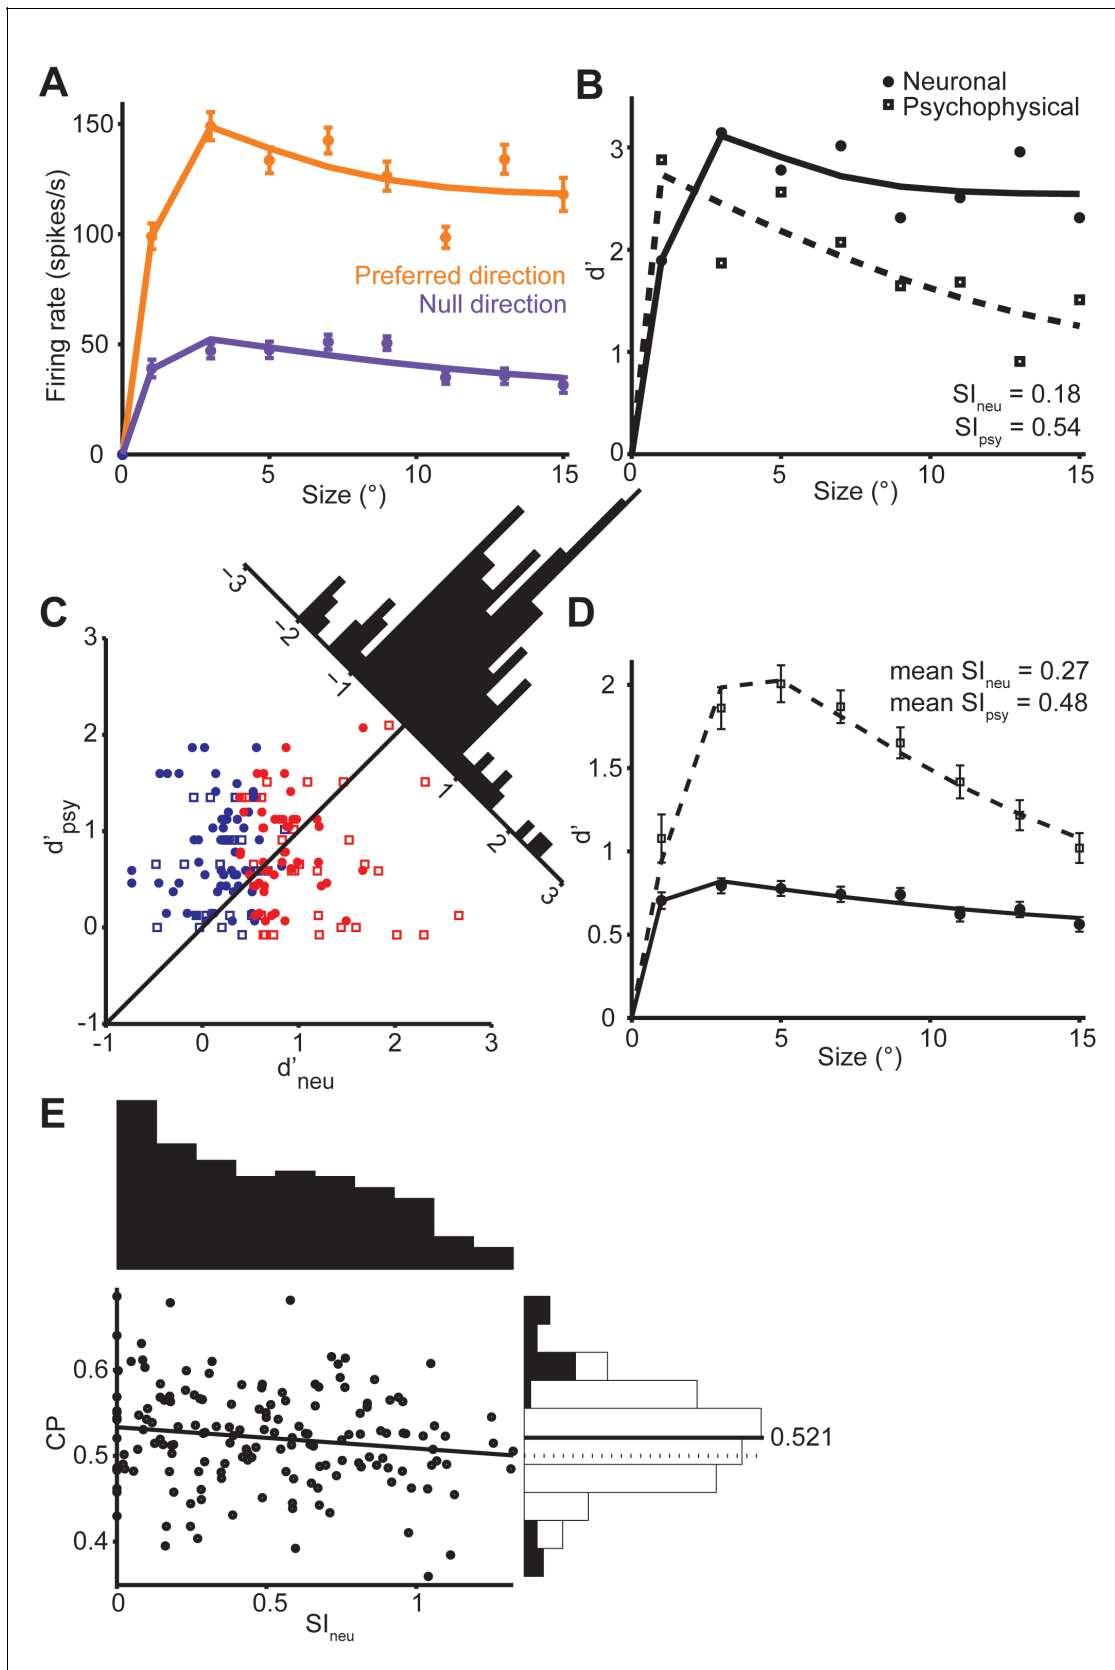 A
150
100
50
0
Firing rate (spikes/s)
Preferred direction
Null direction
0
5
10
15
Size (°)
B
Neuronal
Psychophysical
3
2
1
0
d'
SIneu = 0.18
SIpsy = 0.54
0
5
10
15
Size (°)
C
3
2
1
0
-1
d'psy
-1
0
1
2
3
d'neu
−3
−2
−1
1
2
3
D
mean SIneu = 0.27
mean SIpsy = 0.48
2
1.5
1
0.5
0
d'
0
5
10
15
Size (°)
E
0.6
0.5
0.4
CP
0
0.5
1
SIneu
0.521